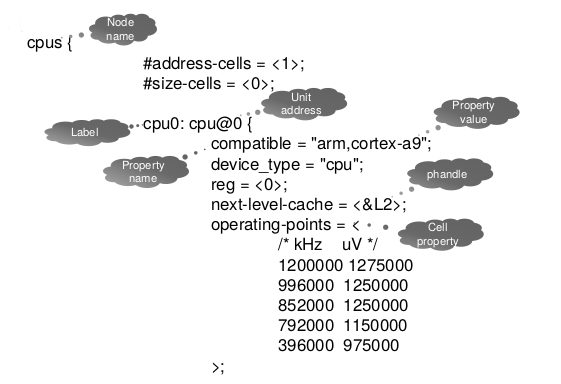 Node
name
cpus {
#address-cells = <1>;
#size-cells = <0>;
Unit
address
Label
cpu0: cpu@0 {
Property
value
compatible = "arm,cortex-a9";
Property
name
device_type = "cpu";
reg = <0>;
phandle
next-level-cache = <&L2>;
operating-points = <
Cell
property
/* kHz uV */
1200000 1275000
996000 1250000
852000 1250000
792000 1150000
396000 975000
>;